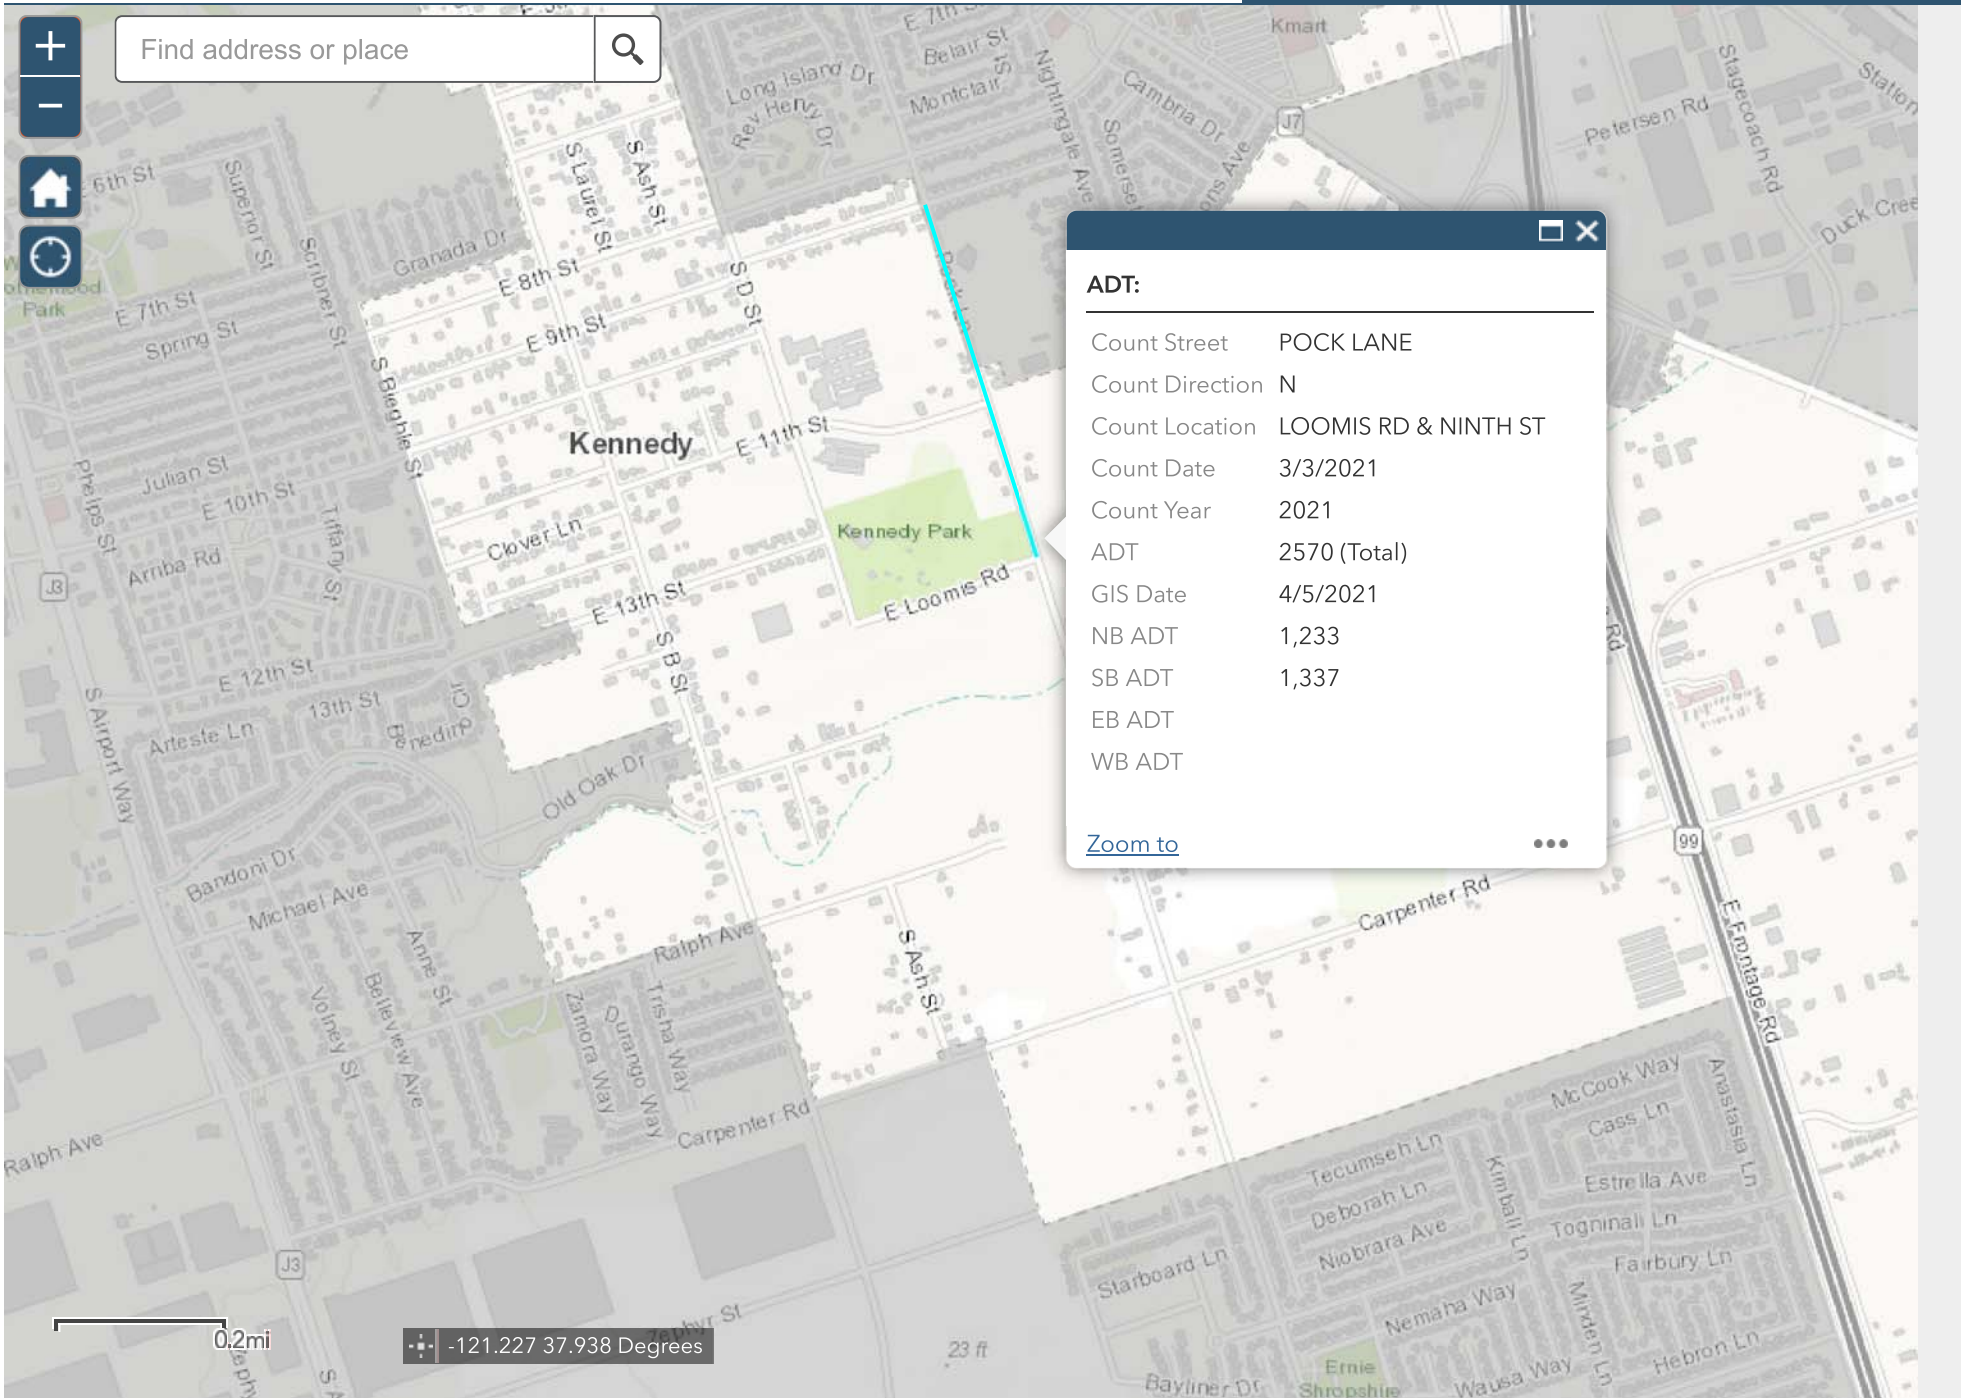 Find address or place
ADT:
Count Street POCK LANE
Count Direction N
Count Location LOOMIS RD & NINTH ST
Count Date 3/3/2021
Count Year 2021
ADT 2570 (Total)
GIS Date 4/5/2021
NB ADT 1,233
SB ADT 1,337
EB ADT
WB ADT
Zoom to
Kmart
E 7th St
Belair St
Long Island Dr
Rev Henry Dr
Montclair St
Nightingale Ave
Cambria Dr
Somerset
J7
Petersen Rd
Stagecoach Rd
Station
Duck Cree
6th St
Superior St
Scribner St
Granada Dr
S Laurel St
S Ash St
E 8th St
S D St
E 9th St
Park
E 7th St
Spring St
S Bieghle St
Kennedy
E 11th St
Kennedy Park
E Loomis Rd
Phelps St
Julian St
E 10th St
Tiffany St
Clover Ln
Arriba Rd
J3
E 13th St
S B St
E 12th St
13th St
S Airport Way
Arteste Ln
Old Oak Dr
Bandoni Dr
Michael Ave
Anne St
Ralph Ave
S Ash St
Carpenter Rd
99
E Frontage Rd
Rd
Volney St
Belleview Ave
Zamora Way
Durango Way
Trisha Way
Carpenter Rd
Ralph Ave
J3
McCook Way
Cass Ln
Anastasia Ln
Tecumseh Ln
Kimball Ln
Estrella Ave
Deborah Ln
Togninali Ln
Niobrara Ave
Fairbury Ln
Starboard Ln
Nemaha Way
Minden Ln
Hebron Ln
Wausa Way
Bayliner Dr
Ernie
Shropshire
23 ft
0.2mi
-121.227 37.938 Degrees